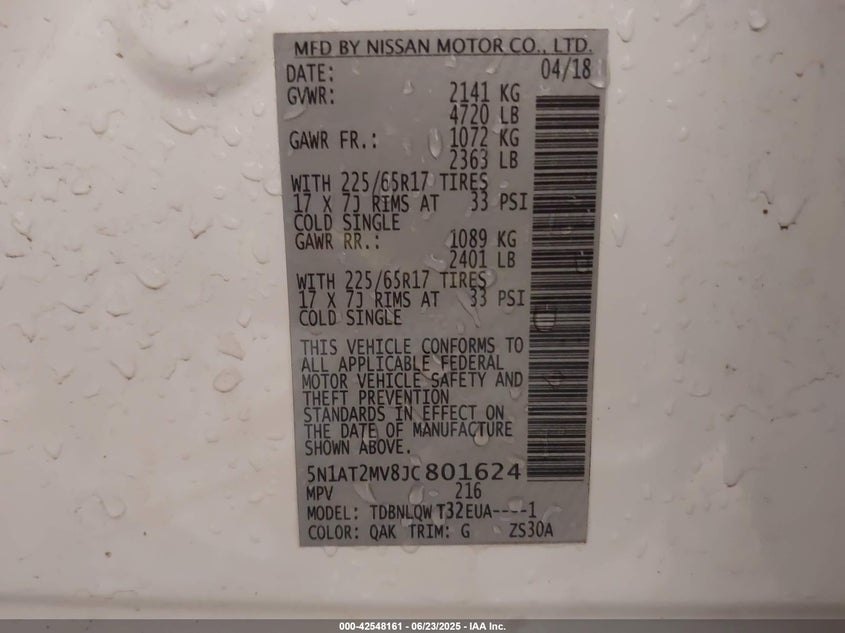 MFD BY NISSAN MOTOR CO., LTD.
DATE: 04/18
GVWR: 2141 KG
4720 LB
GAWR FR.: 1072 KG
2363 LB
WITH 225/65R17 TIRES
17 X 7J RIMS AT 33 PSI
COLD SINGLE
GAWR RR.: 1089 KG
2401 LB
WITH 225/65R17 TIRES
17 X 7J RIMS AT 33 PSI
COLD SINGLE
THIS VEHICLE CONFORMS TO
ALL APPLICABLE FEDERAL
MOTOR VEHICLE SAFETY AND
THEFT PREVENTION
STANDARDS IN EFFECT ON
THE DATE OF MANUFACTURE
SHOWN ABOVE.
5N1AT2MV8JC801624
MPV 216
MODEL: TDBNLQW T32EUA----1
COLOR: QAK TRIM: G ZS30A
000-42548161 - 06/23/2025 - IAA Inc.